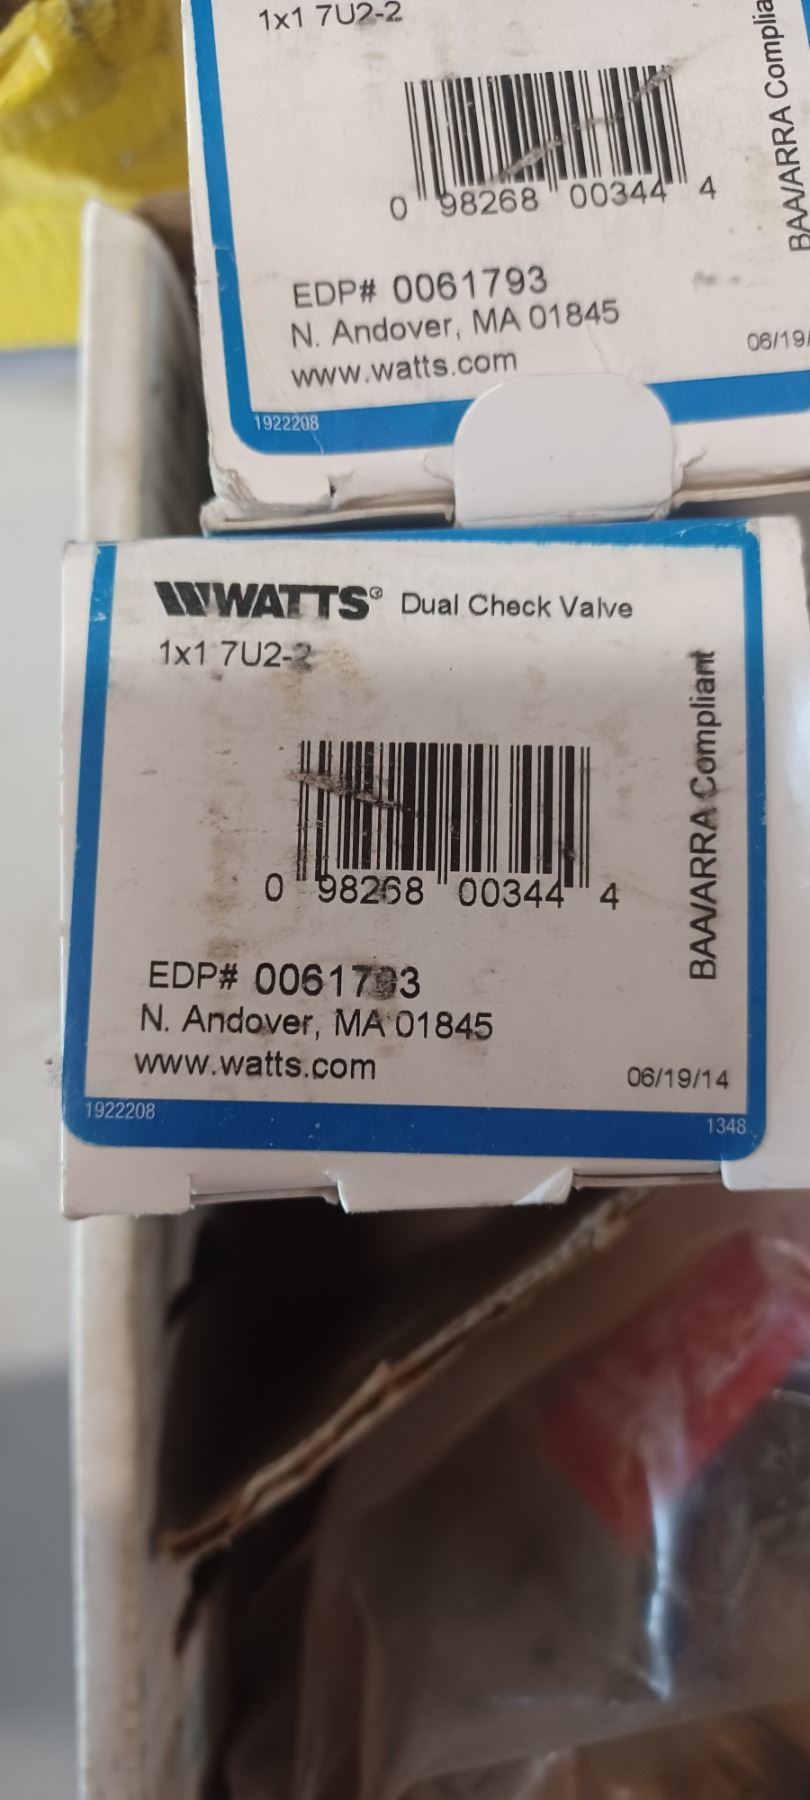 1x1 7U2-2
BAA/ARRA Complia
0 98268 00344 4
EDP# 0061793
N. Andover, MA 01845
www.watts.com
06/19/
1922208
WATTS® Dual Check Valve
1x1 7U2-2
BAA/ARRA Compliant
0 98268 00344 4
EDP# 0061793
N. Andover, MA 01845
www.watts.com
06/19/14
1922208
1348